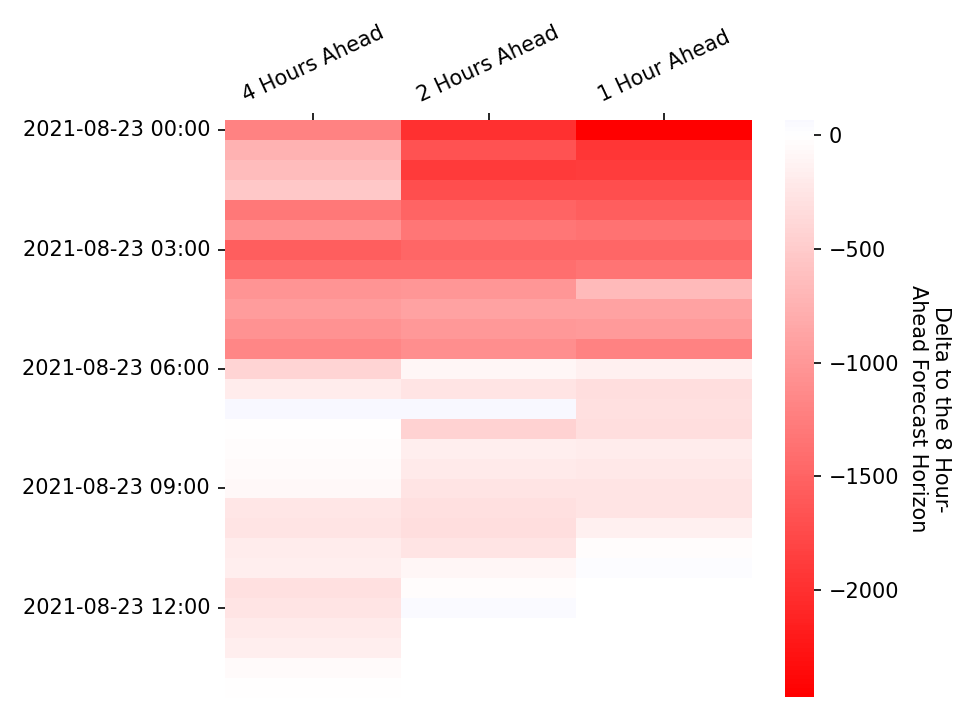 4 Hours Ahead
2 Hours Ahead
1 Hour Ahead
2021-08-23 00:00
2021-08-23 03:00
2021-08-23 06:00
2021-08-23 09:00
2021-08-23 12:00
0
−500
−1000
−1500
−2000
Delta to the 8 Hour-
Ahead Forecast Horizon